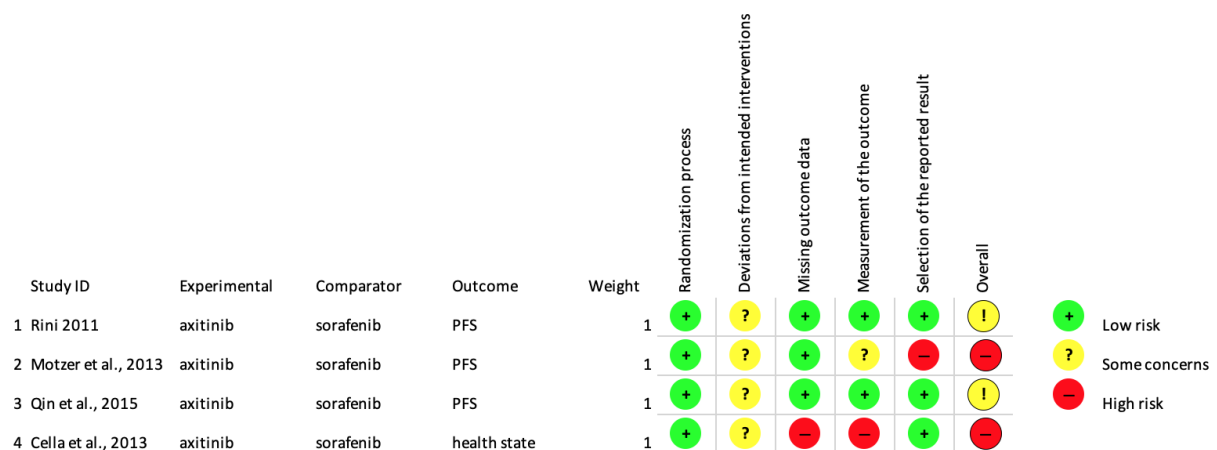 Randomization process
Deviations from intended interventions
Missing outcome data
Measurement of the outcome
Selection of the reported result
Overall
Study ID Experimental Comparator Outcome Weight
1 Rini 2011 axitinib sorafenib PFS 1 + ? + + + ! + Low risk
2 Motzer et al., 2013 axitinib sorafenib PFS 1 + ? + ? − − ? Some concerns
3 Qin et al., 2015 axitinib sorafenib PFS 1 + ? + + + ! − High risk
4 Cella et al., 2013 axitinib sorafenib health state 1 + ? − − + −